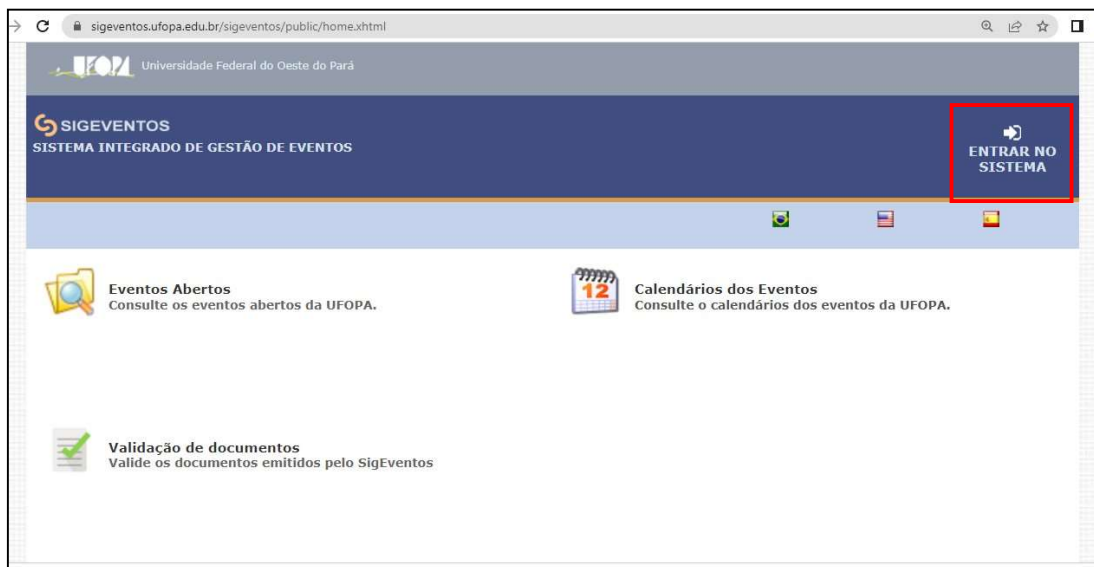 sigeventos.ufopa.edu.br/sigeventos/public/home.xhtml
UFOPA Universidade Federal do Oeste do Pará
SIGEVENTOS
SISTEMA INTEGRADO DE GESTÃO DE EVENTOS
ENTRAR NO
SISTEMA
Eventos Abertos
Consulte os eventos abertos da UFOPA.
12
Calendários dos Eventos
Consulte o calendários dos eventos da UFOPA.
Validação de documentos
Valide os documentos emitidos pelo SigEventos